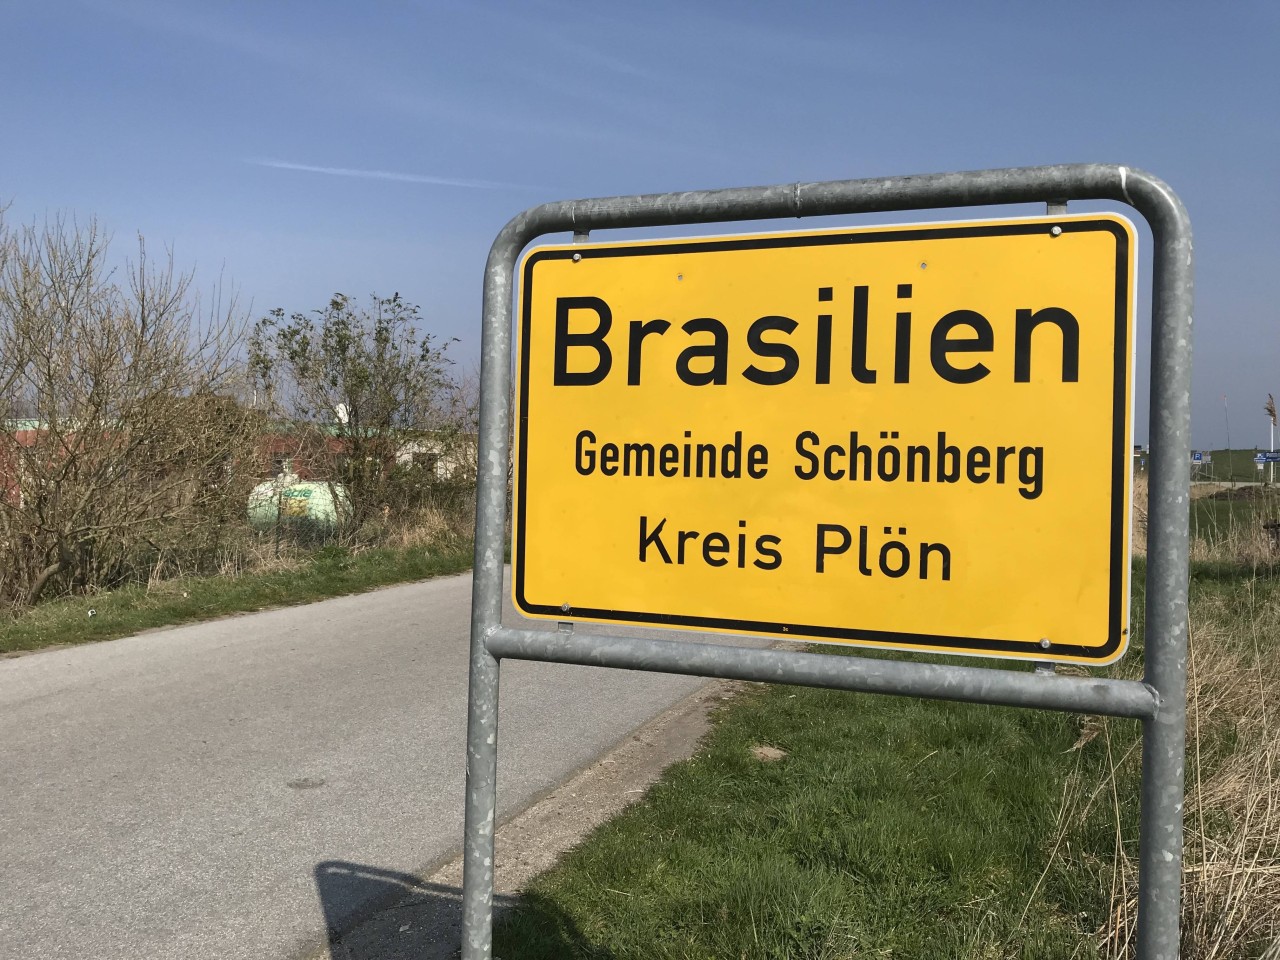 Brasilien
Gemeinde Schönberg
Kreis Plön